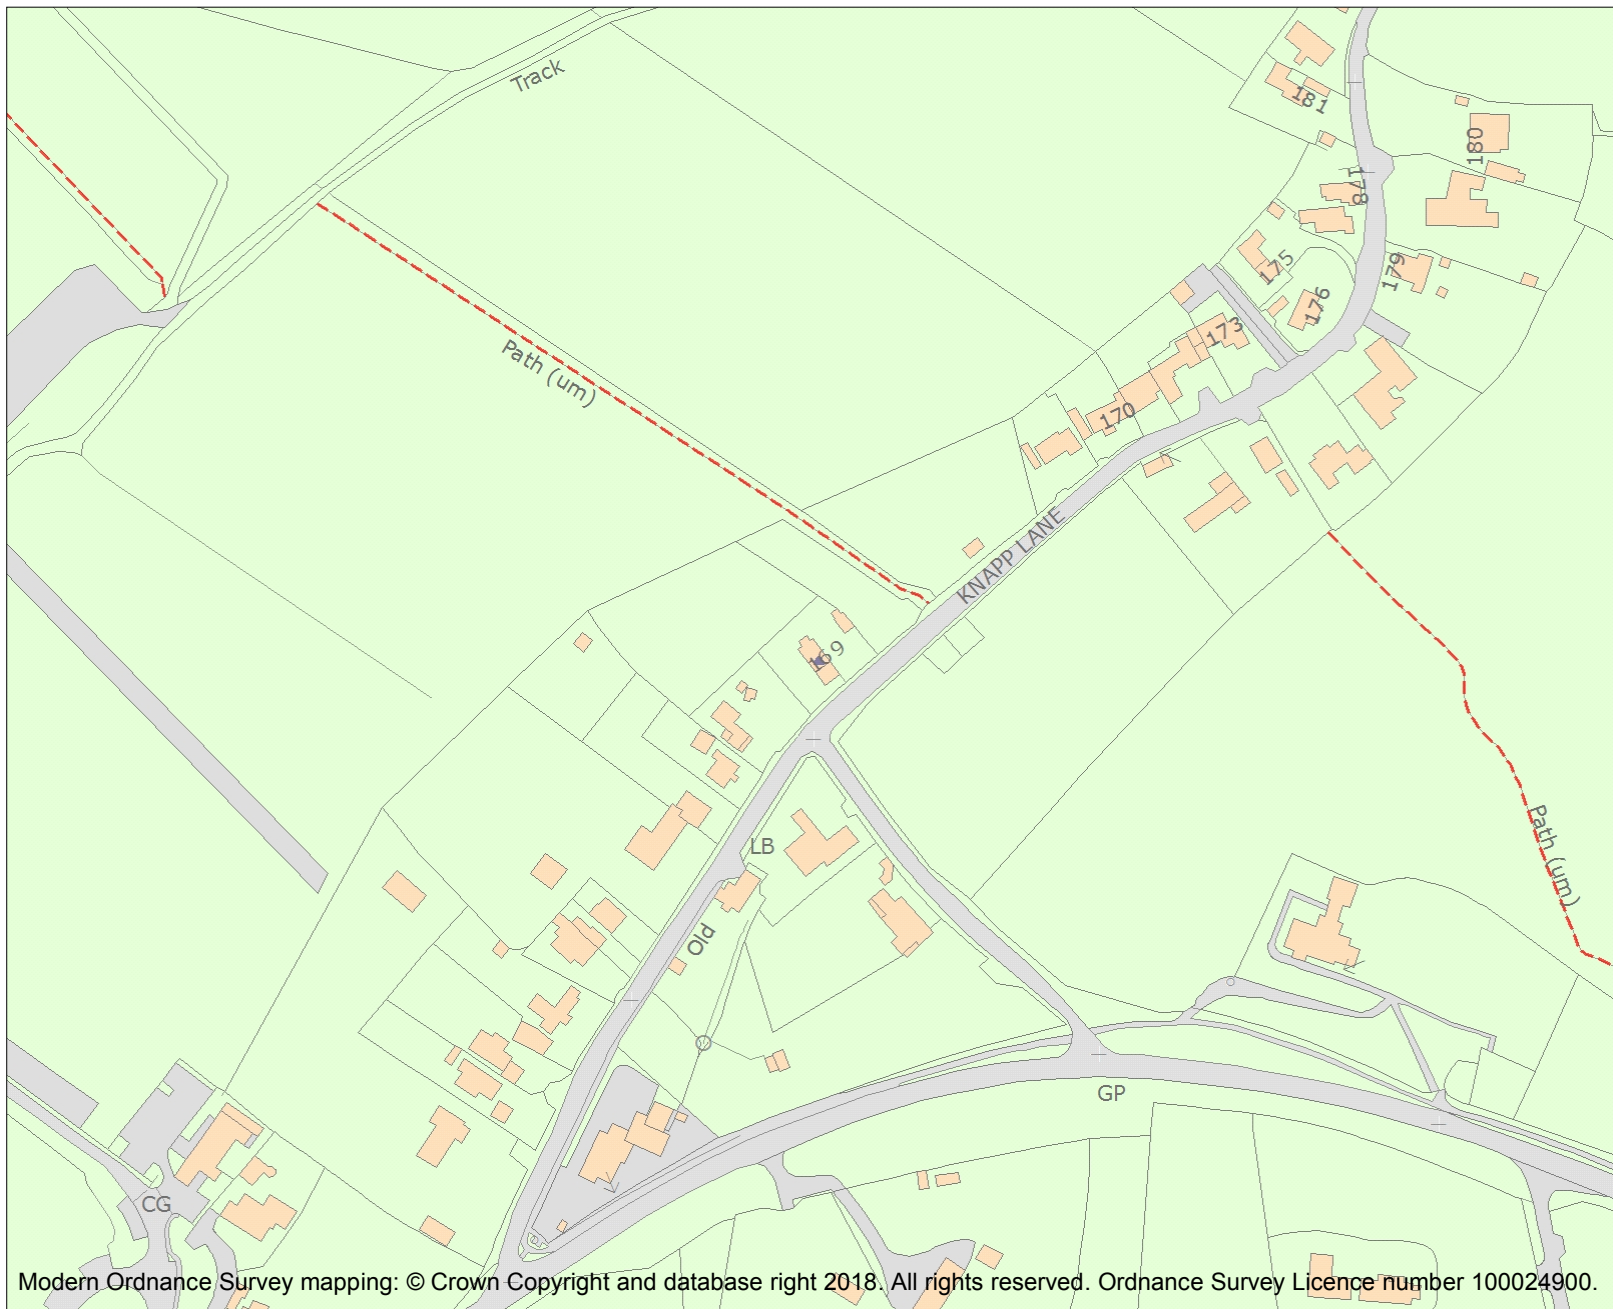 Track
181
180
178
175
179
176
173
Path (um)
170
KNAPP LANE
169
Path (um)
LB
Old
GP
CG
Modern Ordnance Survey mapping: © Crown Copyright and database right 2018. All rights reserved. Ordnance Survey Licence number 100024900.